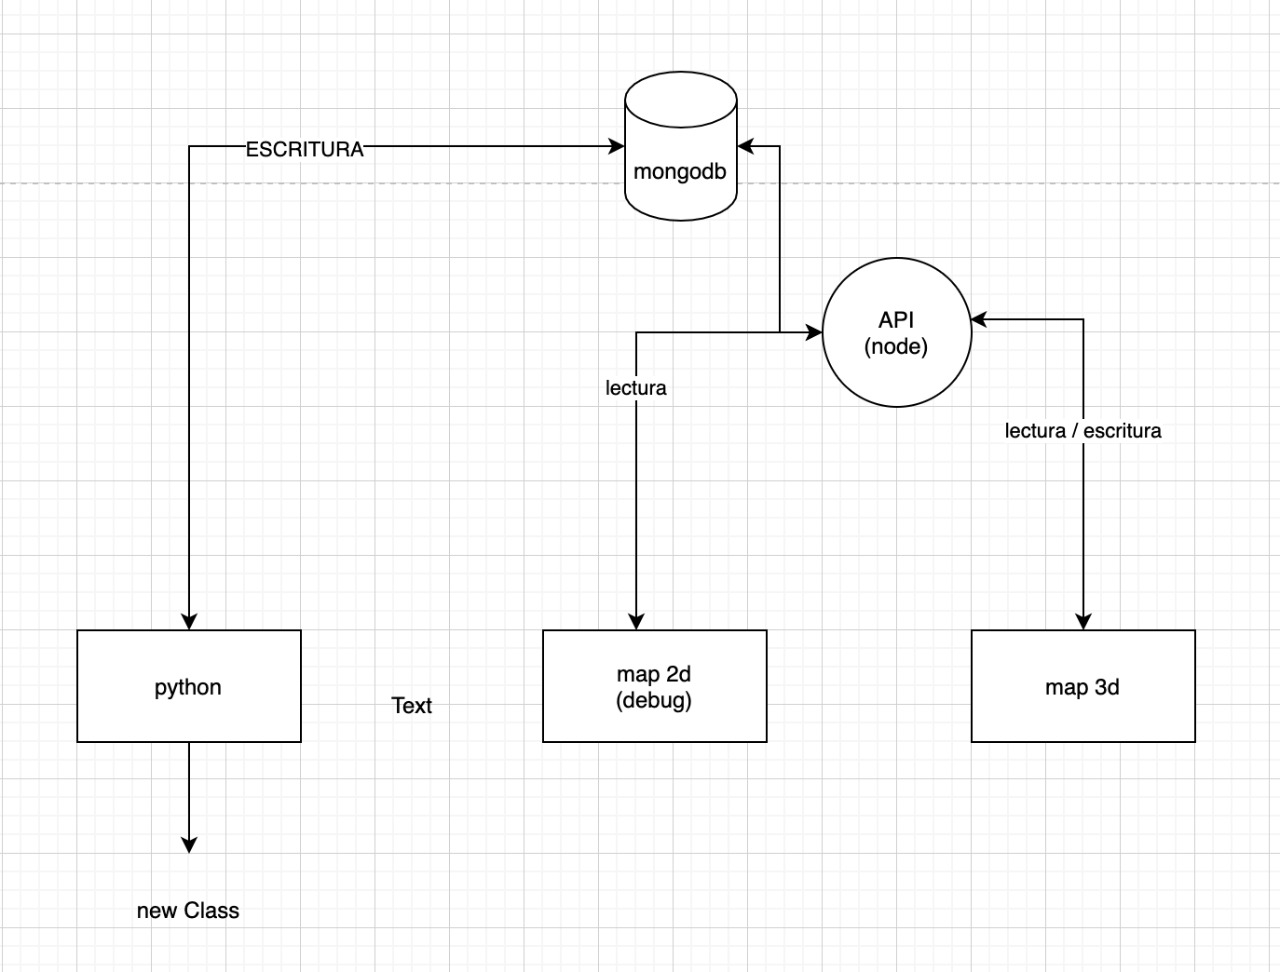 ESCRITURA
mongodb
API
(node)
lectura
lectura / escritura
python
Text
map 2d
(debug)
map 3d
new Class